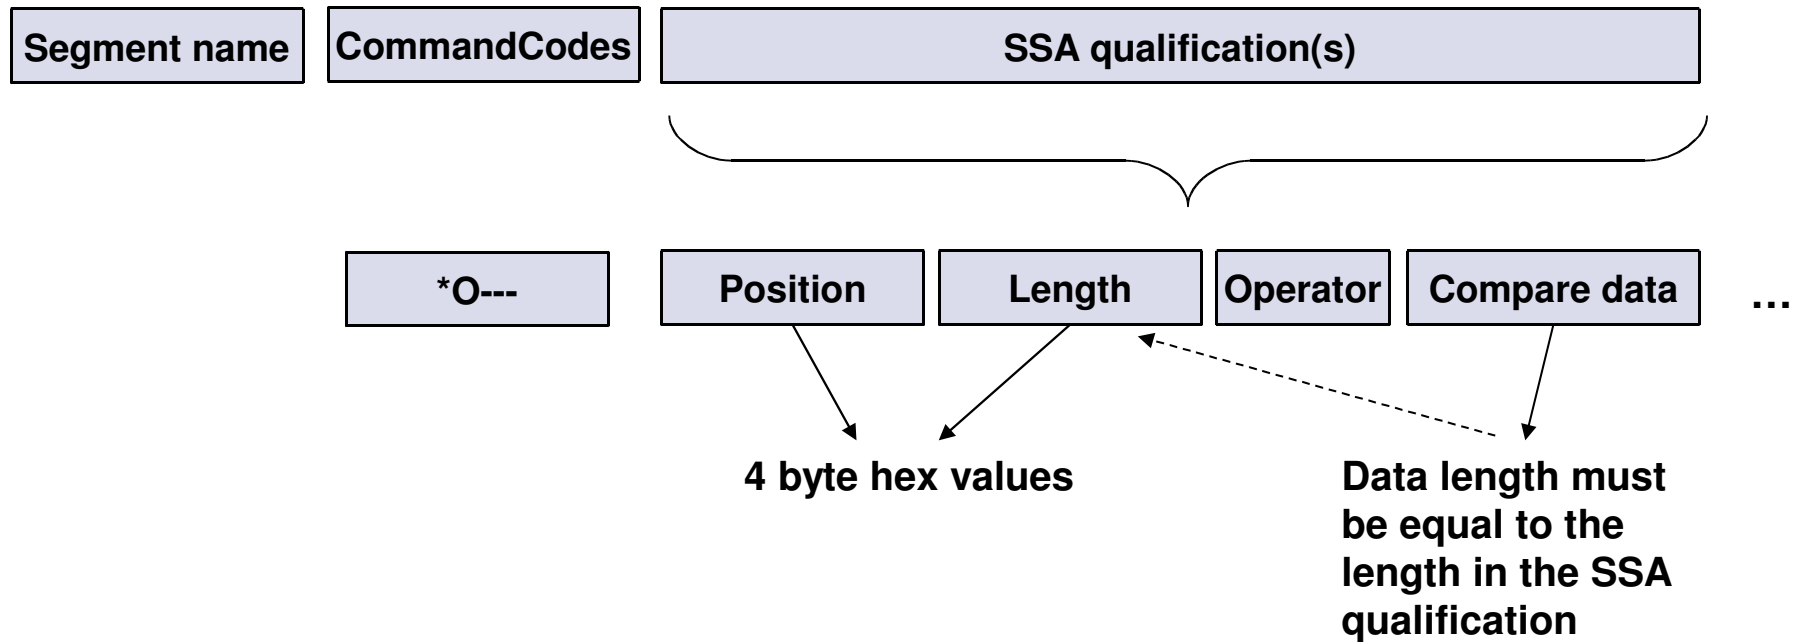 Segment name
CommandCodes
SSA qualification(s)
*O---
Position
Length
Operator
Compare data
...
4 byte hex values
Data length must
be equal to the
length in the SSA
qualification